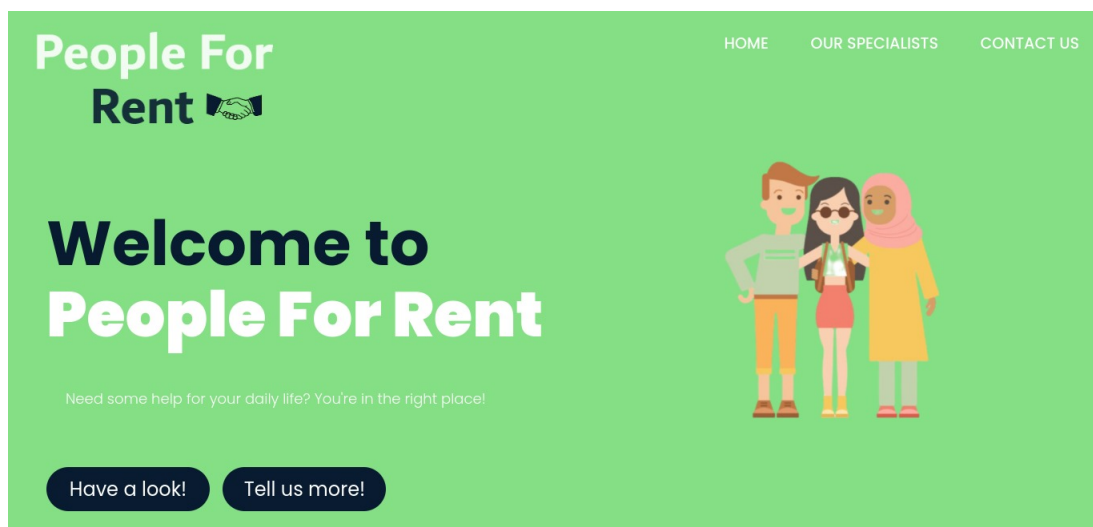 People For
Rent
HOME OUR SPECIALISTS CONTACT US
Welcome to
People For Rent
Need some help for your daily life? You're in the right place!
Have a look! Tell us more!